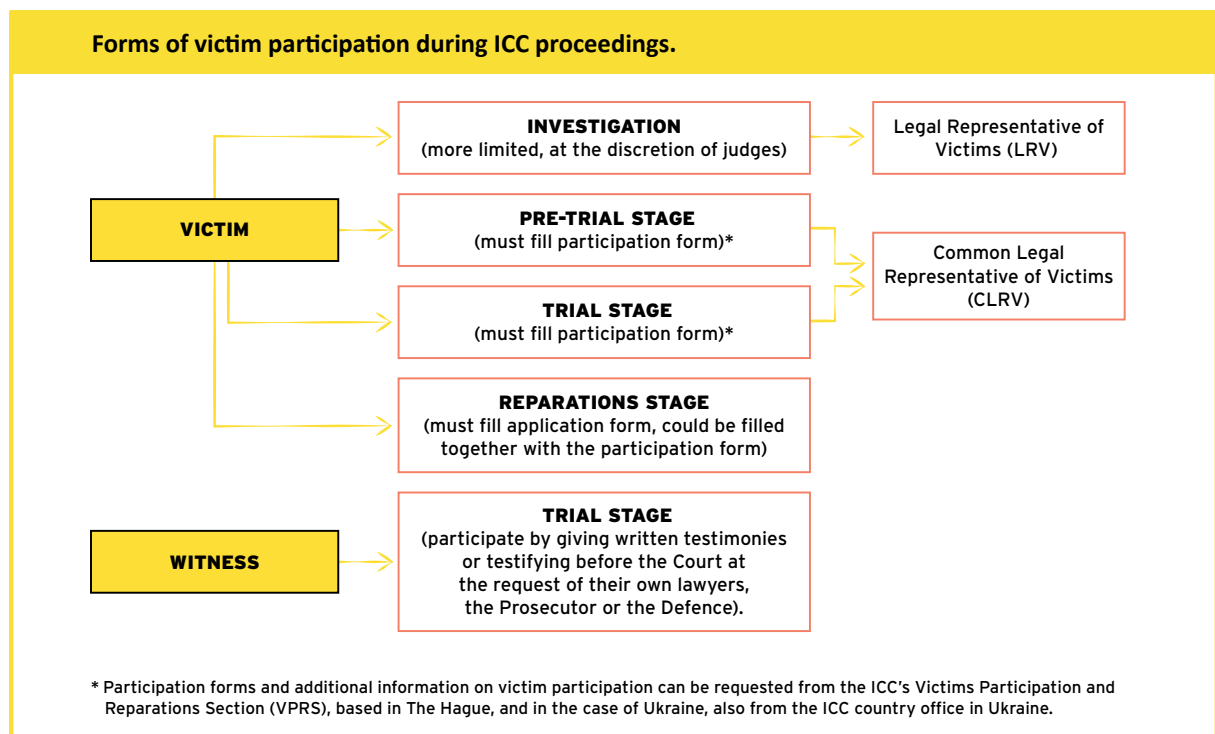 Forms of victim participation during ICC proceedings.
INVESTIGATION
(more limited, at the discretion of judges)
Legal Representative of
Victims (LRV)
VICTIM
PRE-TRIAL STAGE
(must fill participation form)*
Common Legal
Representative of Victims
(CLRV)
TRIAL STAGE
(must fill participation form)*
REPARATIONS STAGE
(must fill application form, could be filled
together with the participation form)
WITNESS
TRIAL STAGE
(participate by giving written testimonies
or testifying before the Court at
the request of their own lawyers,
the Prosecutor or the Defence).
* Participation forms and additional information on victim participation can be requested from the ICC’s Victims Participation and
Reparations Section (VPRS), based in The Hague, and in the case of Ukraine, also from the ICC country office in Ukraine.